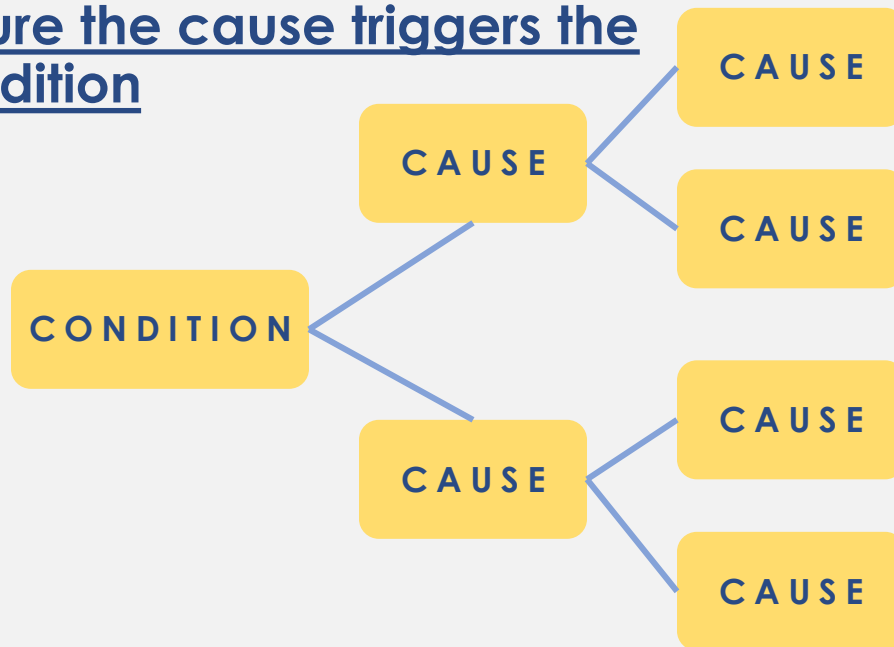 ure the cause triggers the
dition
CAUSE
CAUSE
CAUSE
CONDITION
CAUSE
CAUSE
CAUSE